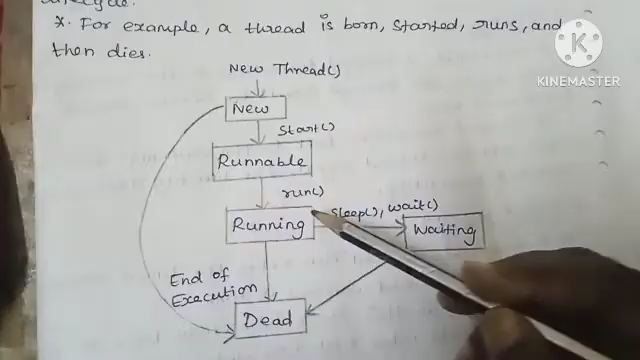 *. For example, a thread is born, started, runs, and
then dies.
KINEMASTER
New Thread()
New
Start()
Runnable
run()
Running
Sleep(), wait()
Waiting
End of
Execution
Dead